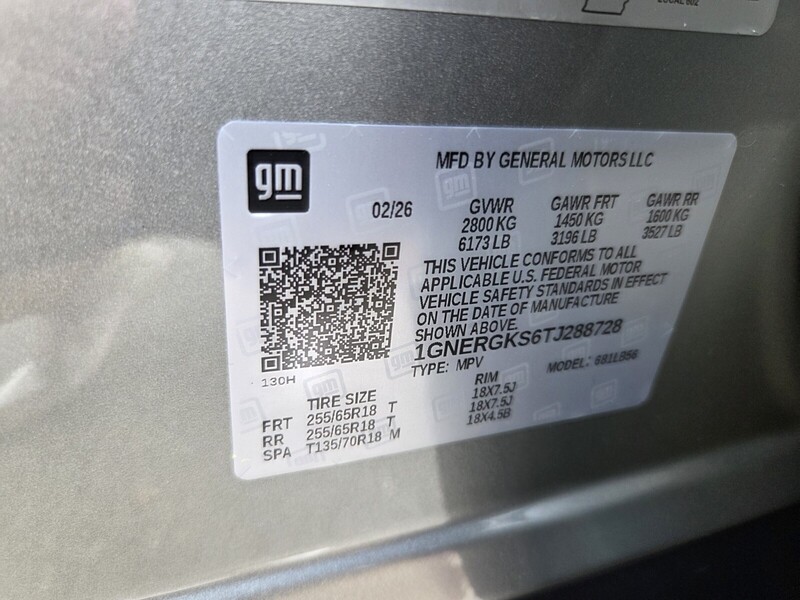 LOCAL 602
gm
MFD BY GENERAL MOTORS LLC
02/26
GVWR GAWR FRT GAWR RR
2800 KG 1450 KG 1600 KG
6173 LB 3196 LB 3527 LB
THIS VEHICLE CONFORMS TO ALL
APPLICABLE U.S. FEDERAL MOTOR
VEHICLE SAFETY STANDARDS IN EFFECT
ON THE DATE OF MANUFACTURE
SHOWN ABOVE.
1GNERGKS6TJ288728
TYPE: MPV MODEL:
130H
TIRE SIZE RIM
FRT 255/65R18 T 18X7.5J
RR 255/65R18 T 18X7.5J
SPA T135/70R18 M 18X4.5B